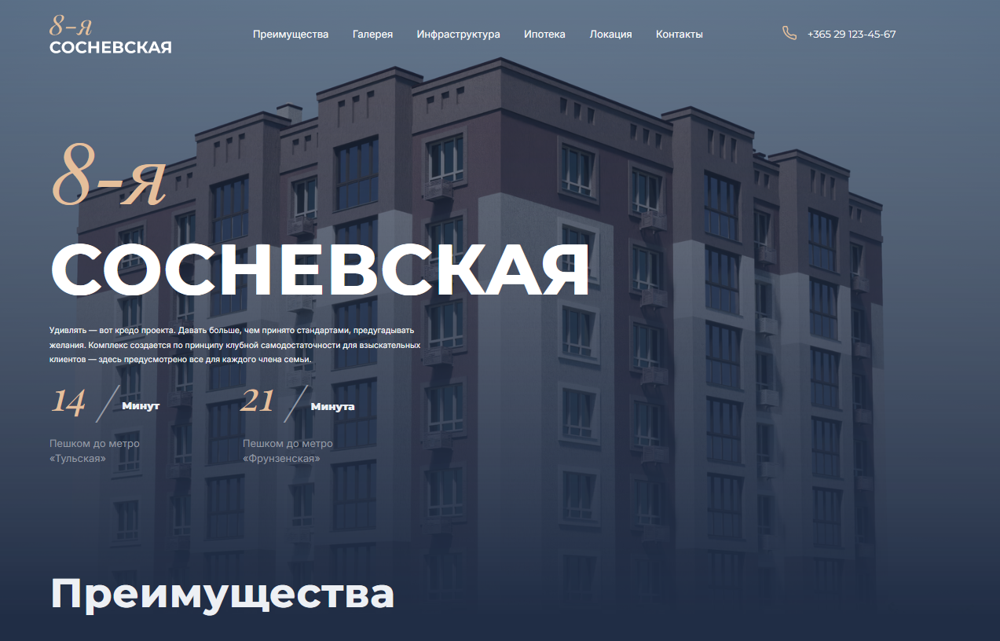 8-я
СОСНЕВСКАЯ
Преимущества Галерея Инфраструктура Ипотека Локация Контакты
+365 29 123-45-67
8-я
СОСНЕВСКАЯ
Удивлять — вот кредо проекта. Давать больше, чем принято стандартами, предугадывать
желания. Комплекс создается по принципу клубной самодостаточности для взыскательных
клиентов — здесь предусмотрено все для каждого члена семьи.
14 / Минут
Пешком до метро
«Тульская»
21 / Минута
Пешком до метро
«Фрунзенская»
Преимущества